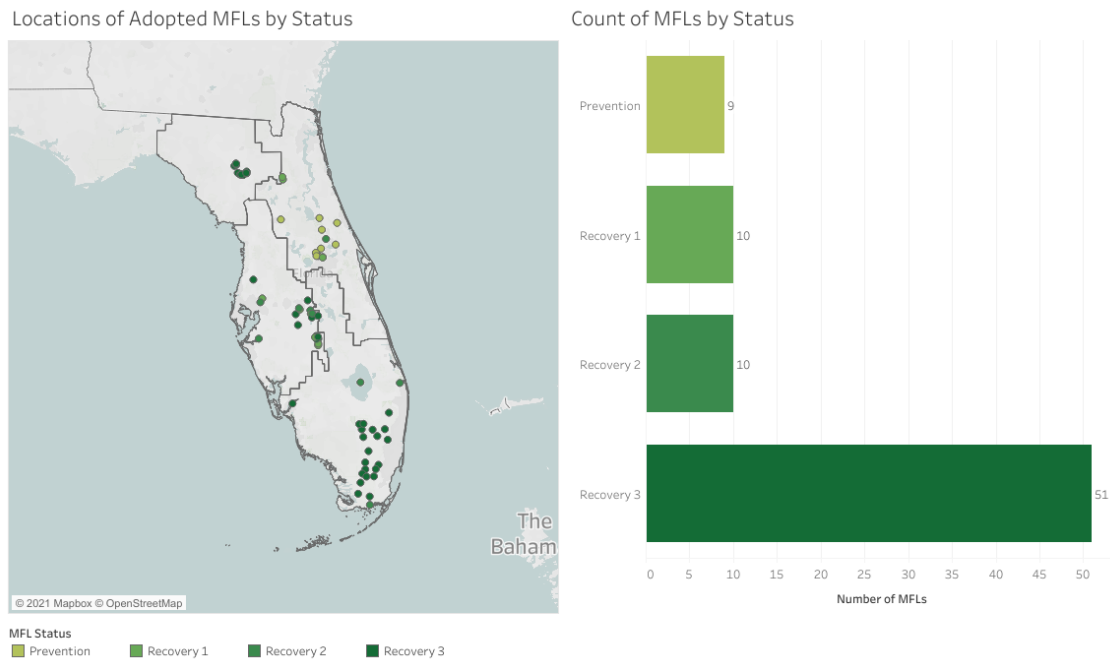 Locations of Adopted MFLs by Status
Count of MFLs by Status
Florida
The
Baham
© 2021 Mapbox © OpenStreetMap
Prevention
9
Recovery 1
10
Recovery 2
10
Recovery 3
51
0 5 10 15 20 25 30 35 40 45 50
Number of MFLs
MFL Status
Prevention Recovery 1 Recovery 2 Recovery 3